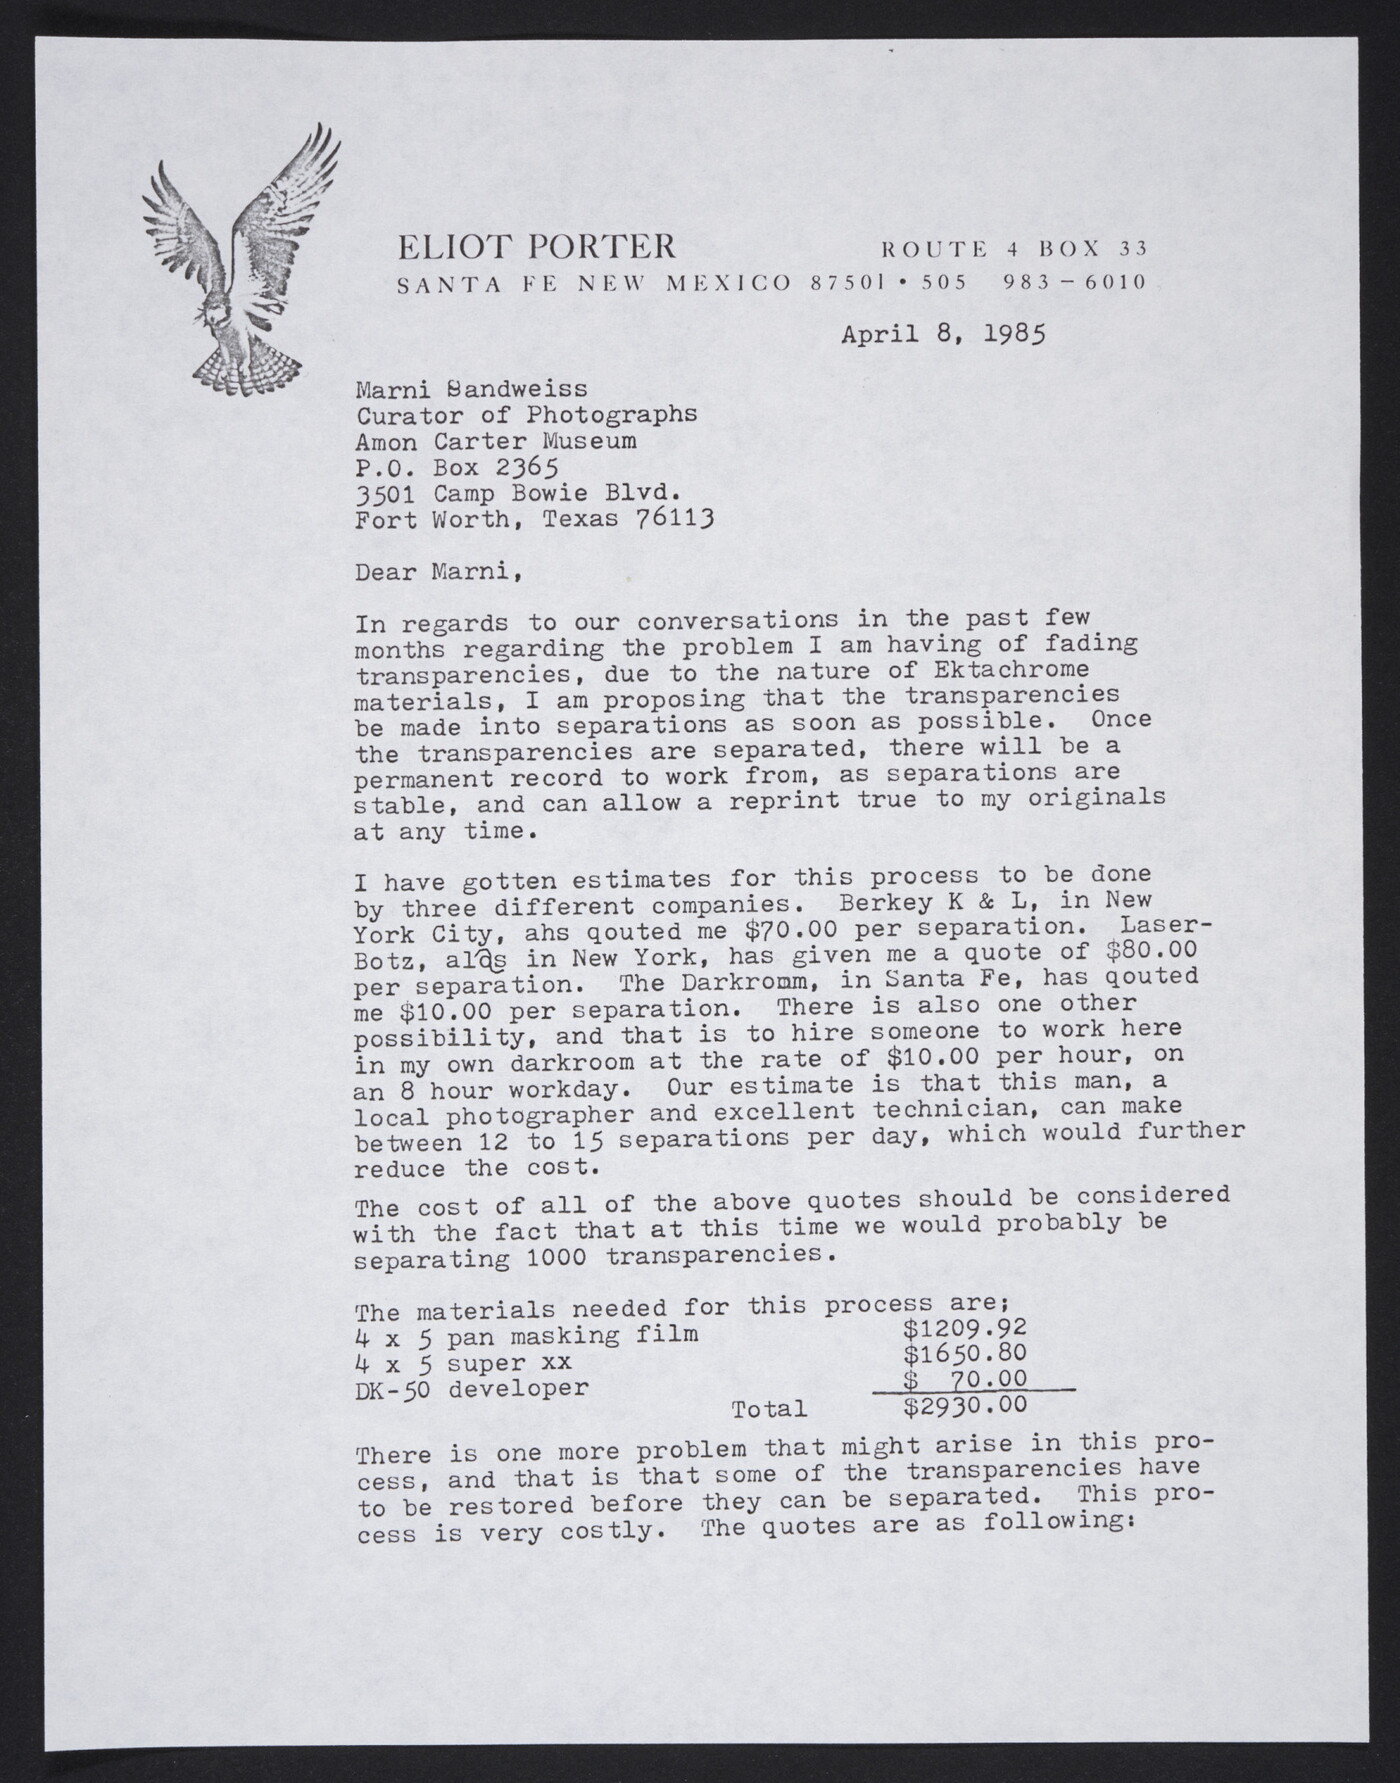 ELIOT PORTER ROUTE 4 BOX 33
SANTA FE NEW MEXICO 87501 • 505 983-6010
April 8, 1985
Marni Sandweiss
Curator of Photographs
Amon Carter Museum
P.O. Box 2365
3501 Camp Bowie Blvd.
Fort Worth, Texas 76113
Dear Marni,
In regards to our conversations in the past few
months regarding the problem I am having of fading
transparencies, due to the nature of Ektachrome
materials, I am proposing that the transparencies
be made into separations as soon as possible. Once
the transparencies are separated, there will be a
permanent record to work from, as separations are
stable, and can allow a reprint true to my originals
at any time.
I have gotten estimates for this process to be done
by three different companies. Berkey K & L, in New
York City, ahs qouted me $70.00 per separation. Laser-
Botz, in New York, has given me a quote of $80.00
per separation. The Darkromm, in Santa Fe, has qouted
me $10.00 per separation. There is also one other
possibility, and that is to hire someone to work here
in my own darkroom at the rate of $10.00 per hour, on
an 8 hour workday. Our estimate is that this man, a
local photographer and excellent technician, can make
between 12 to 15 separations per day, which would further
reduce the cost.
The cost of all of the above quotes should be considered
with the fact that at this time we would probably be
separating 1000 transparencies.
The materials needed for this process are;
4 x 5 pan masking film $1209.92
4 x 5 super xx $1650.80
DK-50 developer $ 70.00
Total $2930.00
There is one more problem that might arise in this pro-
cess, and that is that some of the transparencies have
to be restored before they can be separated. This pro-
cess is very costly. The quotes are as following: